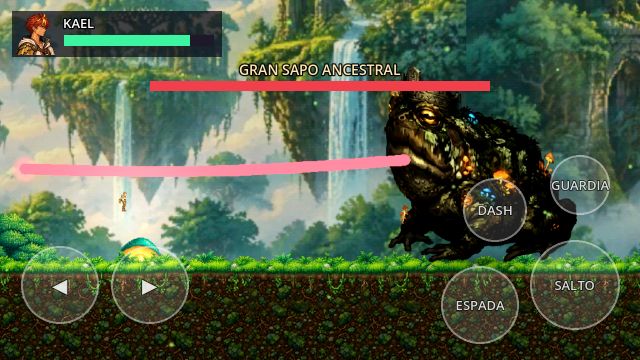 KAEL
GRAN SAPO ANCESTRAL
GUARDIA
DASH
SALTO
ESPADA